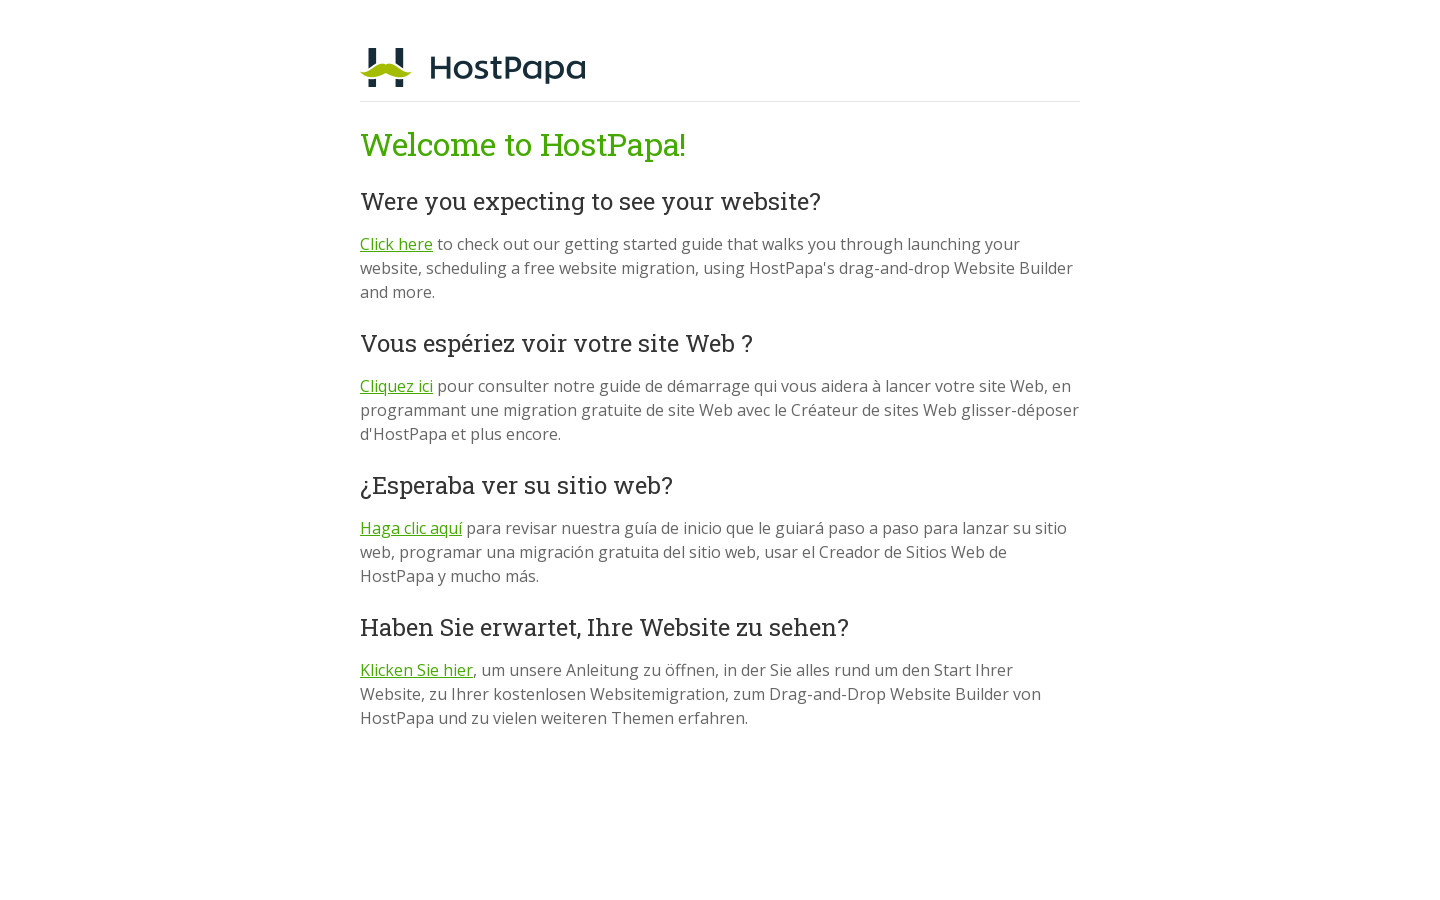 HostPapa
Welcome to HostPapa!
Were you expecting to see your website?
Click here to check out our getting started guide that walks you through launching your
website, scheduling a free website migration, using HostPapa's drag-and-drop Website Builder
and more.
Vous espériez voir votre site Web ?
Cliquez ici pour consulter notre guide de démarrage qui vous aidera à lancer votre site Web, en
programmant une migration gratuite de site Web avec le Créateur de sites Web glisser-déposer
d'HostPapa et plus encore.
¿Esperaba ver su sitio web?
Haga clic aquí para revisar nuestra guía de inicio que le guiará paso a paso para lanzar su sitio
web, programar una migración gratuita del sitio web, usar el Creador de Sitios Web de
HostPapa y mucho más.
Haben Sie erwartet, Ihre Website zu sehen?
Klicken Sie hier, um unsere Anleitung zu öffnen, in der Sie alles rund um den Start Ihrer
Website, zu Ihrer kostenlosen Websitemigration, zum Drag-and-Drop Website Builder von
HostPapa und zu vielen weiteren Themen erfahren.